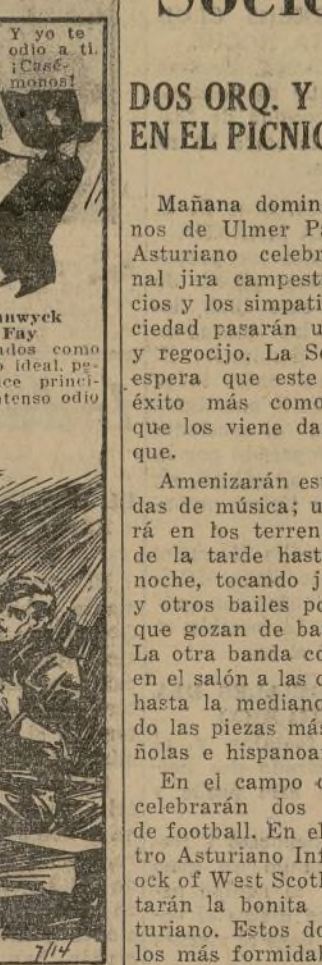 Y yo te
odio a ti.
¡Casé-
monos!
nwyck
Fay
ados como
o ideal. pe-
ce princi-
tenso odio
7/14
Socie
DOS ORQ. Y
EN EL PICNIC
Mañana domin
nos de Ulmer Pa
Asturiano celebr
nal jira campest
cios y los simpati
ciedad pasarán u
y regocijo. La So
espera que este
éxito más como
que los viene da
que.
Amenizarán est
das de música; u
rá en los terren
de la tarde hast
noche, tocando j
y otros bailes po
que gozan de ba
La otra banda co
en el salón a las o
hasta la mediano
do las piezas más
ñolas e hispanoa
En el campo d
celebrarán dos
de football. En el
tro Asturiano Inf
ock of West Scotl
tarán la bonita
turiano. Estos do
los más formidal